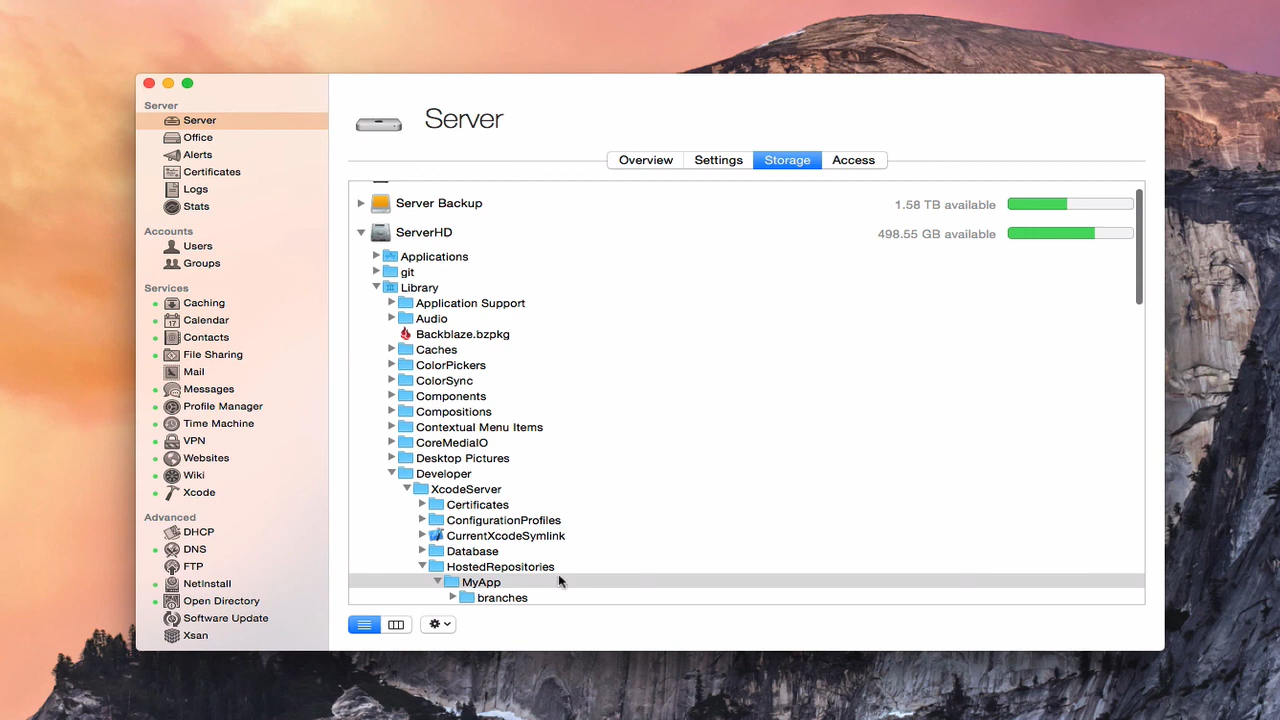 Server
Server
Office
Alerts
Certificates
Logs
Stats
Accounts
Users
Groups
Services
Caching
17 Calendar
Contacts
File Sharing
Mail
Messages
Profile Manager
Time Machine
VPN
Websites
Wiki
Xcode
Advanced
DHCP
DNS
FTP
NetInstall
Open Directory
Software Update
Xsan
Server
Overview Settings Storage Access
Server Backup 1.58 TB available
ServerHD 498.55 GB available
Applications
git
Library
Application Support
Audio
Backblaze.bzpkg
Caches
ColorPickers
ColorSync
Components
Compositions
Contextual Menu Items
CoreMediaIO
Desktop Pictures
Developer
XcodeServer
Certificates
ConfigurationProfiles
CurrentXcodeSymlink
Database
HostedRepositories
MyApp
branches